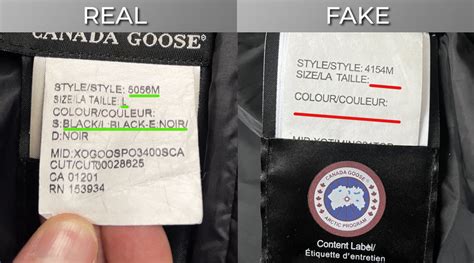 REAL
CANADA GOOSE
STYLE/STYLE: 5056M
SIZE/LA TAILLE: L
COLOUR/COULEUR:
S:BLACK/L:BLACK-E:NOIR/
D:NOIR
MID:XOGOOSPO3400SCA
CUT/CUT00028625
CA 01201
RN 153934
FAKE
STYLE/STYLE: 4154M
SIZE/LA TAILLE:
COLOUR/COULEUR:
CANADA GOOSE
ARCTIC PROGRAM
Content Label/
Étiquette d'entretien